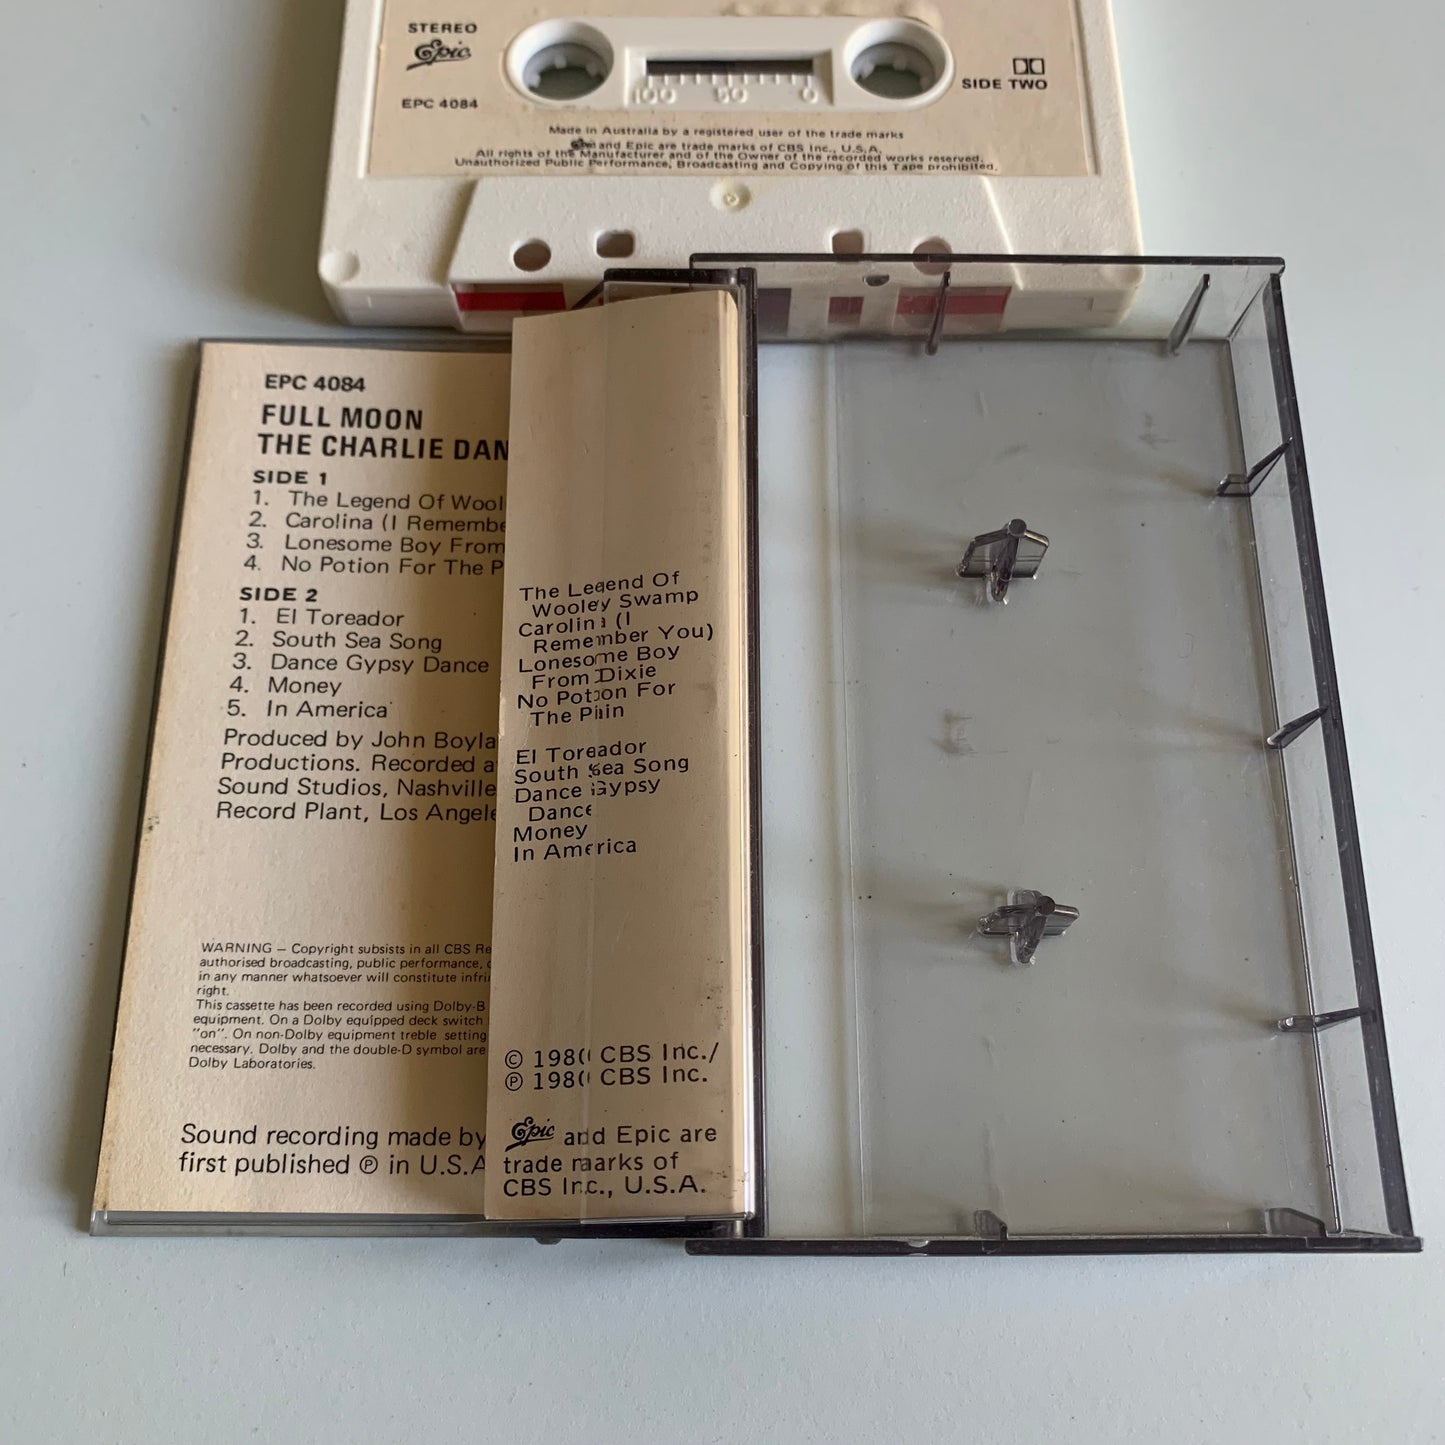 STEREO
Epic
EPC 4084
100 50 0
SIDE TWO
Made in Australia by a registered user of the trade marks
Epic and Epic are trade marks of CBS Inc., U.S.A.
All rights of the Manufacturer and of the Owner of the recorded works reserved.
Unauthorized Public Performance, Broadcasting and Copying of this Tape prohibited.
EPC 4084
FULL MOON
THE CHARLIE DAN
SIDE 1
1. The Legend Of Wool
2. Carolina (I Remembe
3. Lonesome Boy From
4. No Potion For The P
SIDE 2
1. El Toreador
2. South Sea Song
3. Dance Gypsy Dance
4. Money
5. In America
Produced by John Boyla
Productions. Recorded a
Sound Studios, Nashville
Record Plant, Los Angele
WARNING – Copyright subsists in all CBS Re
authorised broadcasting, public performance,
in any manner whatsoever will constitute infri
right.
This cassette has been recorded using Dolby-B
equipment. On a Dolby equipped deck switch
"on". On non-Dolby equipment treble setting
necessary. Dolby and the double-D symbol are
Dolby Laboratories.
Sound recording made by
first published ℗ in U.S.A
The Legend Of
Wooley Swamp
Carolina (I
Remember You)
Lonesome Boy
From Dixie
No Potion For
The Pain
El Toreador
South Sea Song
Dance Gypsy
Dance
Money
In America
© 1980 CBS Inc./
℗ 1980 CBS Inc.
Epic and Epic are
trade marks of
CBS Inc., U.S.A.